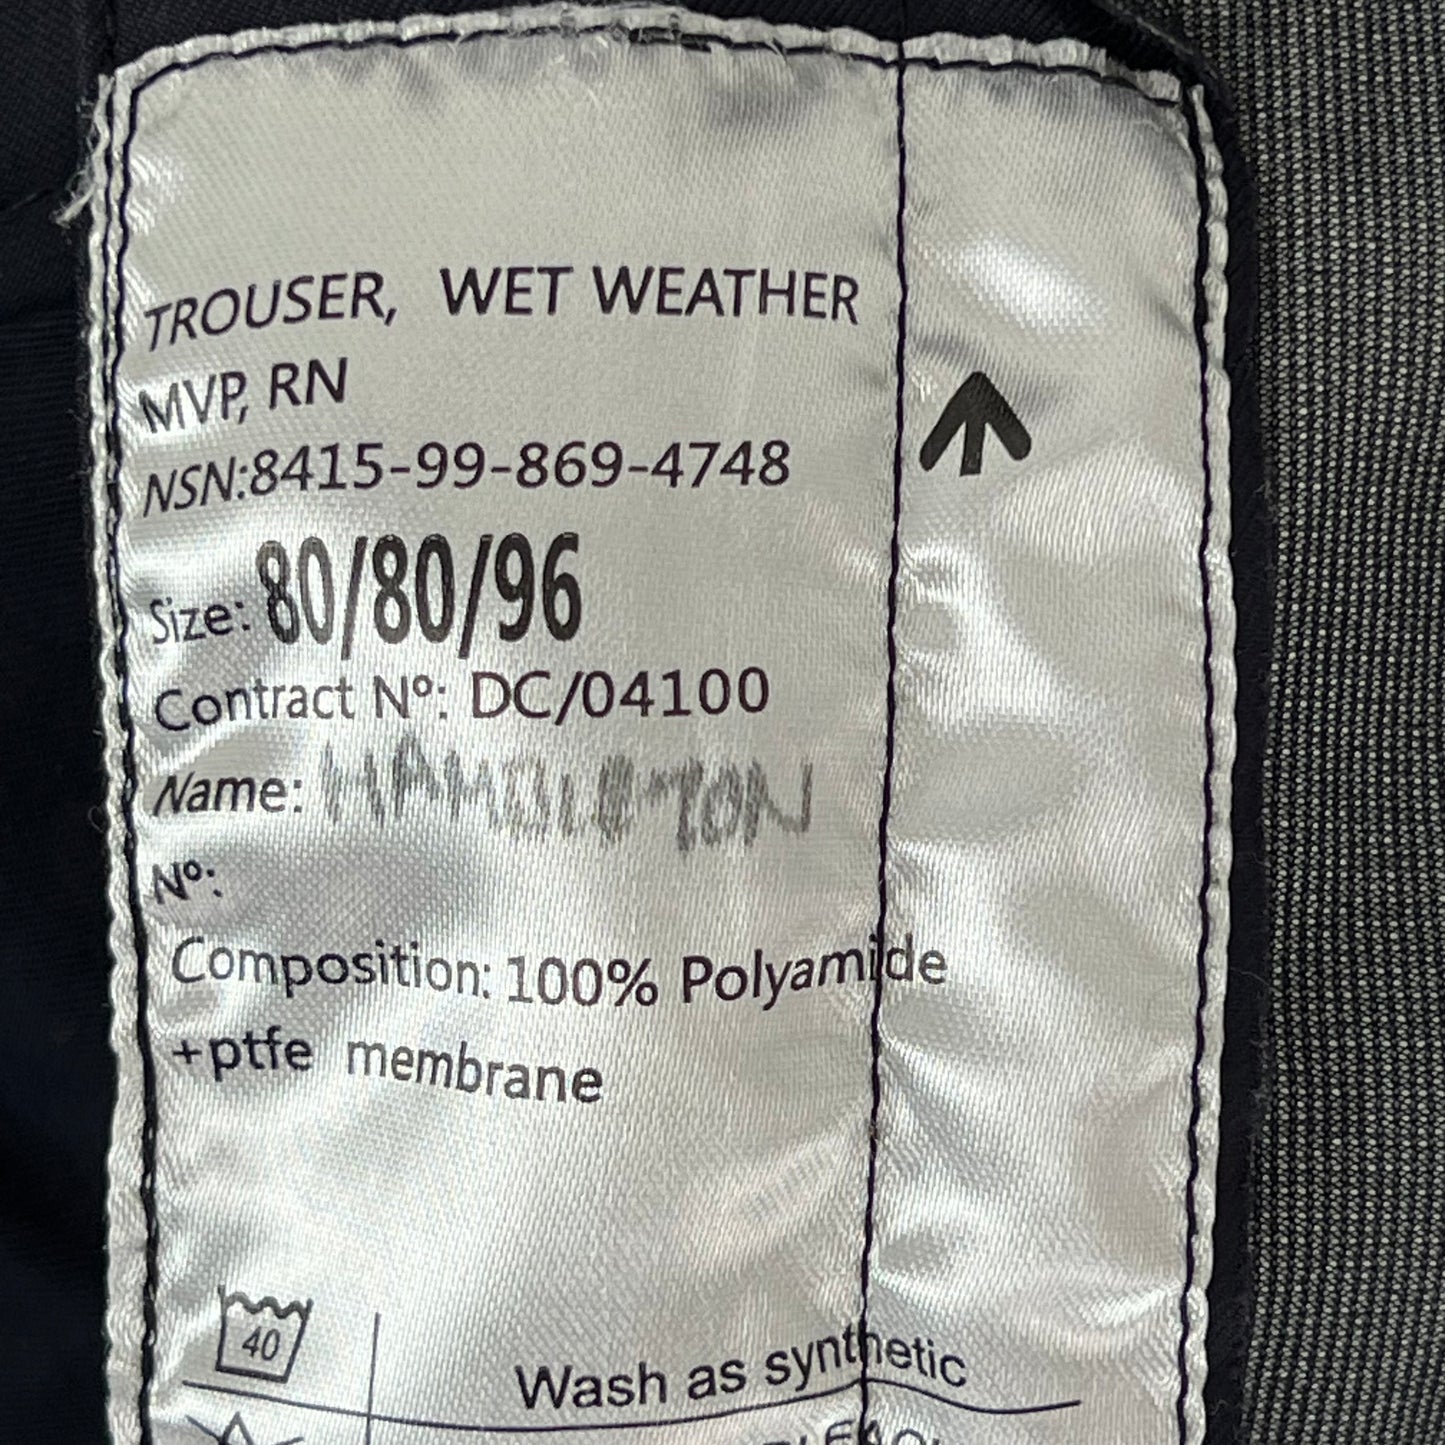 TROUSER, WET WEATHER
MVP, RN
NSN:8415-99-869-4748
Size: 80/80/96
Contract Nº: DC/04100
Name:
Nº:
Composition: 100% Polyamide
+ptfe membrane
40
Wash as synthetic